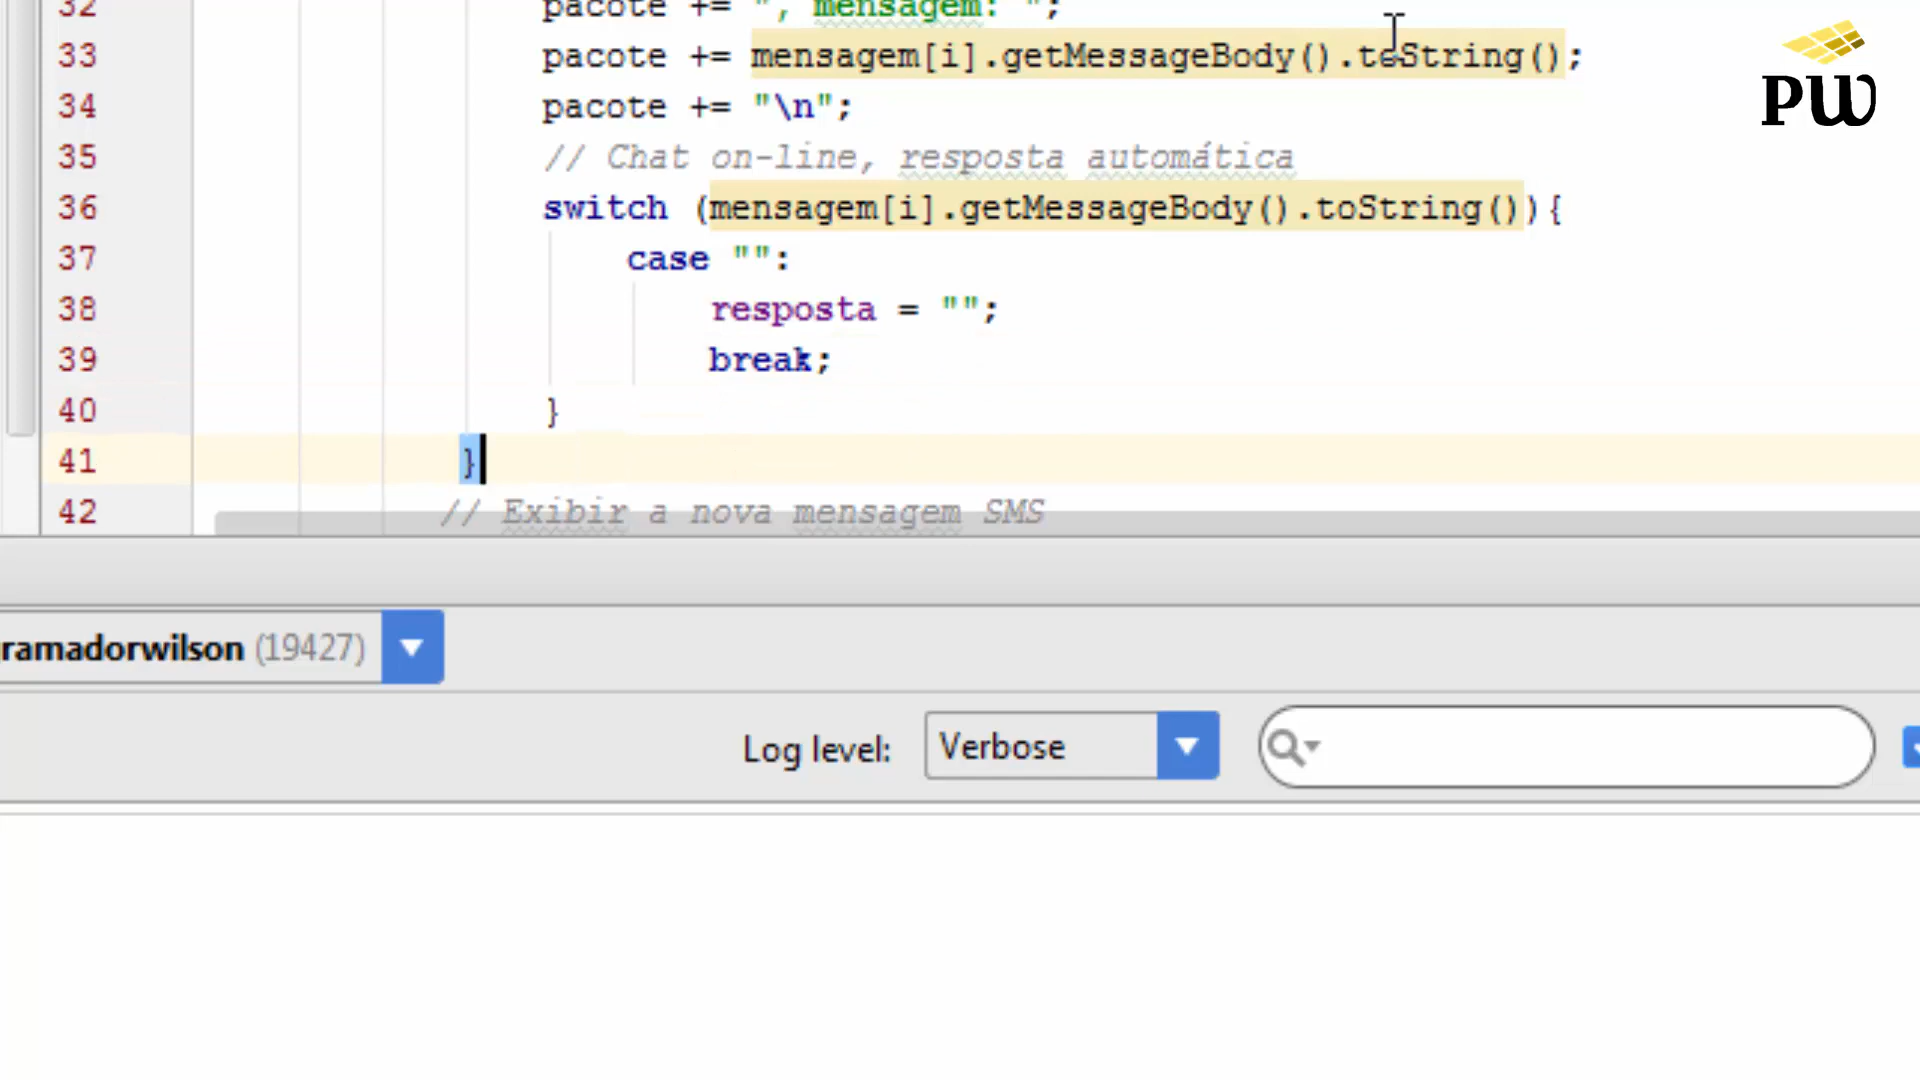 32 pacote += ", mensagem: ";
33 pacote += mensagem[i].getMessageBody().toString();
34 pacote += "\n";
35 // Chat on-line, resposta automática
36 switch (mensagem[i].getMessageBody().toString()){
37 case "":
38 resposta = "";
39 break;
40 }
41 }
42 // Exibir a nova mensagem SMS
PW
ramadorwilson (19427)
Log level: Verbose